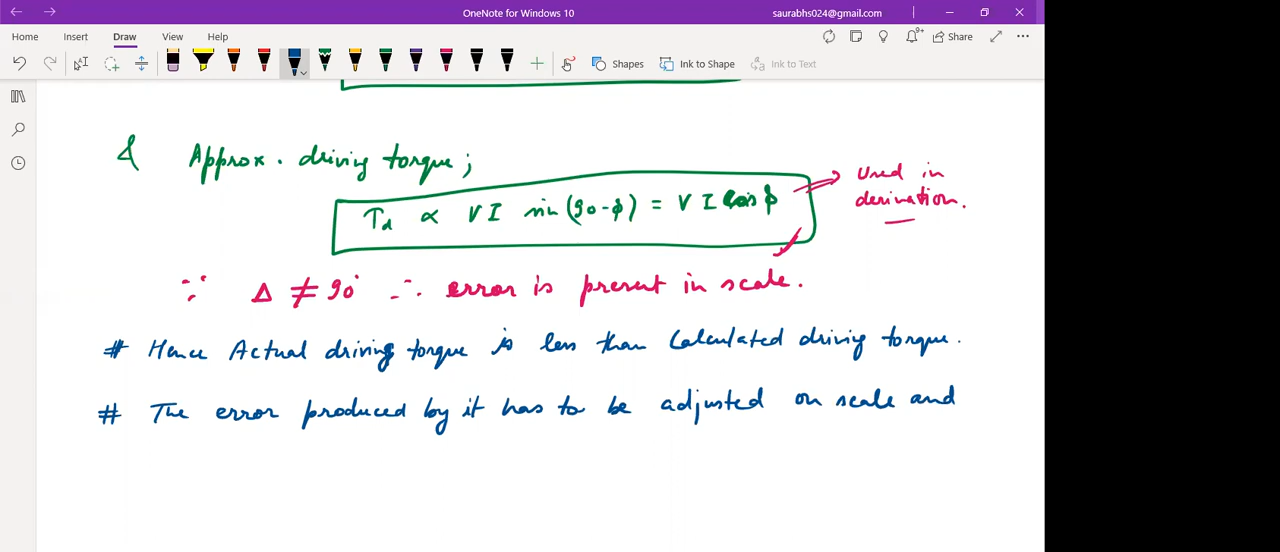 OneNote for Windows 10
saurabhs024@gmail.com
Home Insert Draw View Help
9+ Share
Shapes Ink to Shape Ink to Text
& Approx. driving torque;
Td ∝ VI sin(90-ϕ) = VI Cos ϕ
Used in
derivation.
∵ Δ ≠ 90° ∴ error is present in scale.
# Hence Actual driving torque is less than Calculated driving torque.
# The error produced by it has to be adjusted on scale and